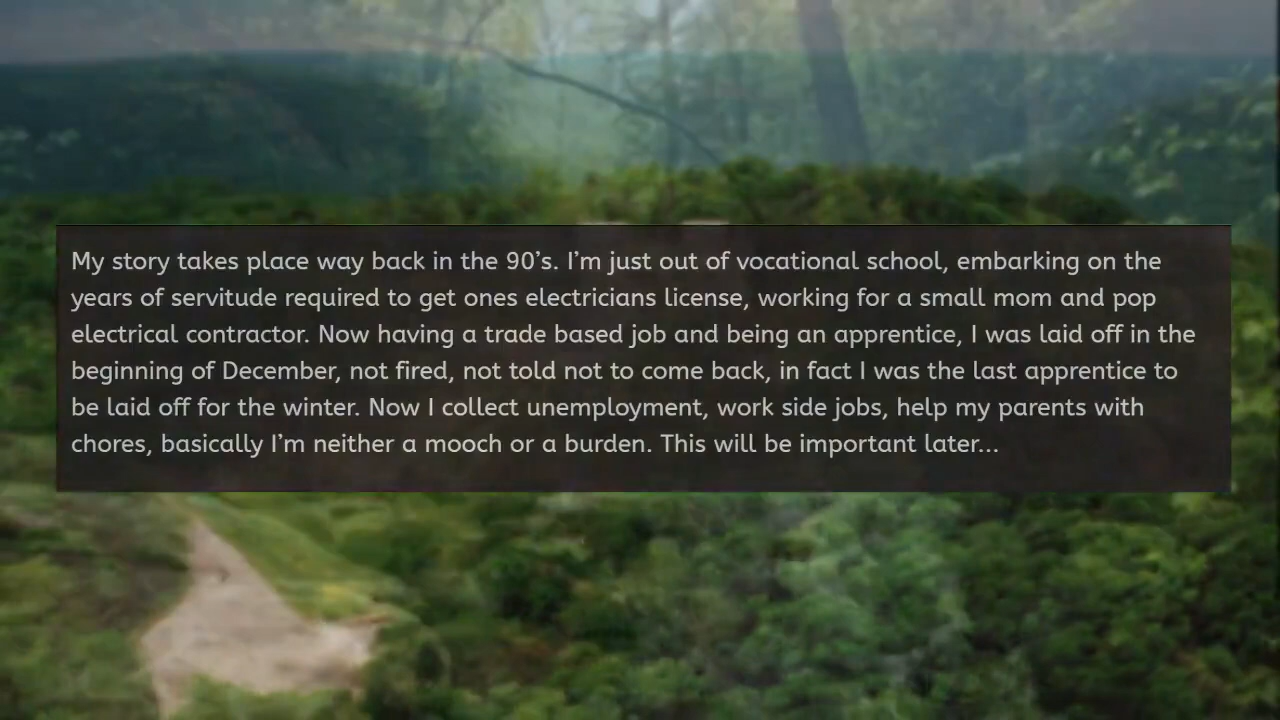 My story takes place way back in the 90’s. I’m just out of vocational school, embarking on the
years of servitude required to get ones electricians license, working for a small mom and pop
electrical contractor. Now having a trade based job and being an apprentice, I was laid off in the
beginning of December, not fired, not told not to come back, in fact I was the last apprentice to
be laid off for the winter. Now I collect unemployment, work side jobs, help my parents with
chores, basically I’m neither a mooch or a burden. This will be important later...